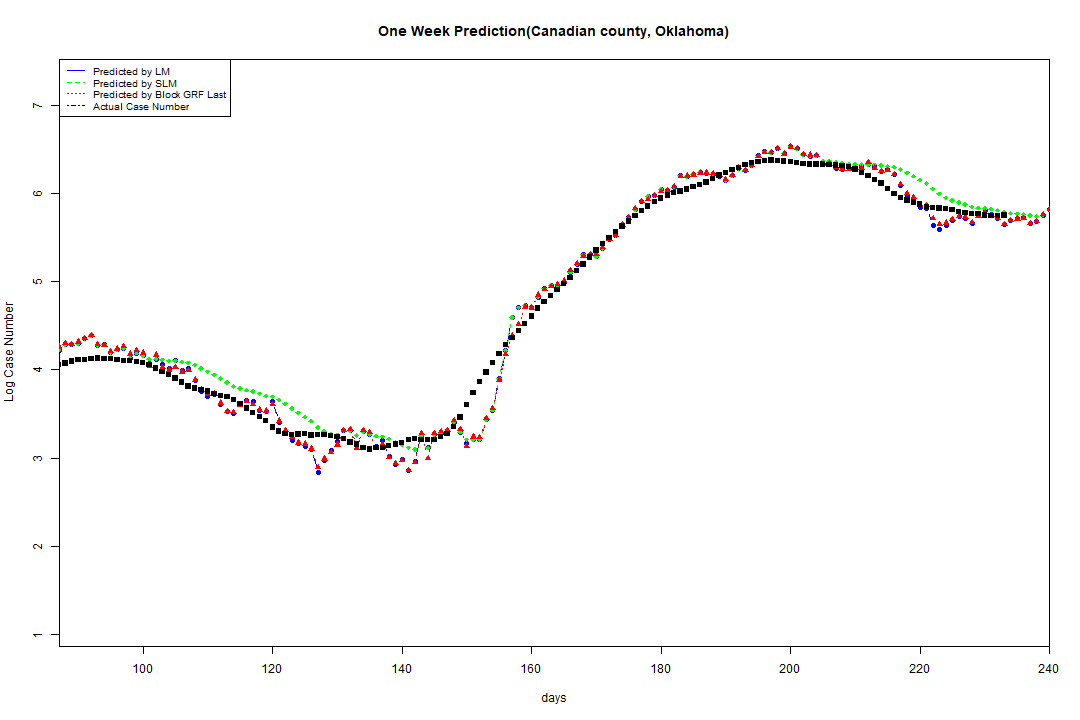 One Week Prediction(Canadian county, Oklahoma)
Predicted by LM
Predicted by SLM
Predicted by Block GRF Last
Actual Case Number
7
6
5
4
3
2
1
Log Case Number
100 120 140 160 180 200 220 240
days